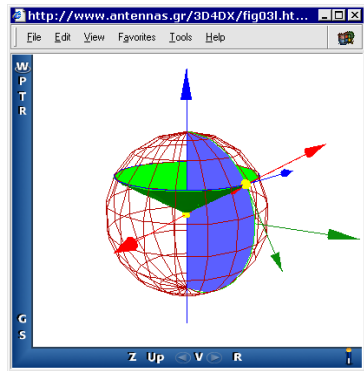 http://www.antennas.gr/3D4DX/fig03l.ht...
File Edit View Favorites Tools Help
W
P
T
R
G
S
Z Up V R i